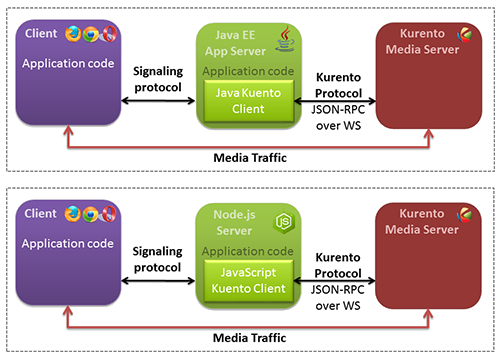 Client
Application code
Signaling
protocol
Java EE
App Server
Application code
Java Kuento
Client
Kurento
Protocol
JSON-RPC
over WS
Kurento
Media Server
Media Traffic
Client
Application code
Signaling
protocol
Node.js
Server
JS
Application code
JavaScript
Kuento Client
Kurento
Protocol
JSON-RPC
over WS
Kurento
Media Server
Media Traffic